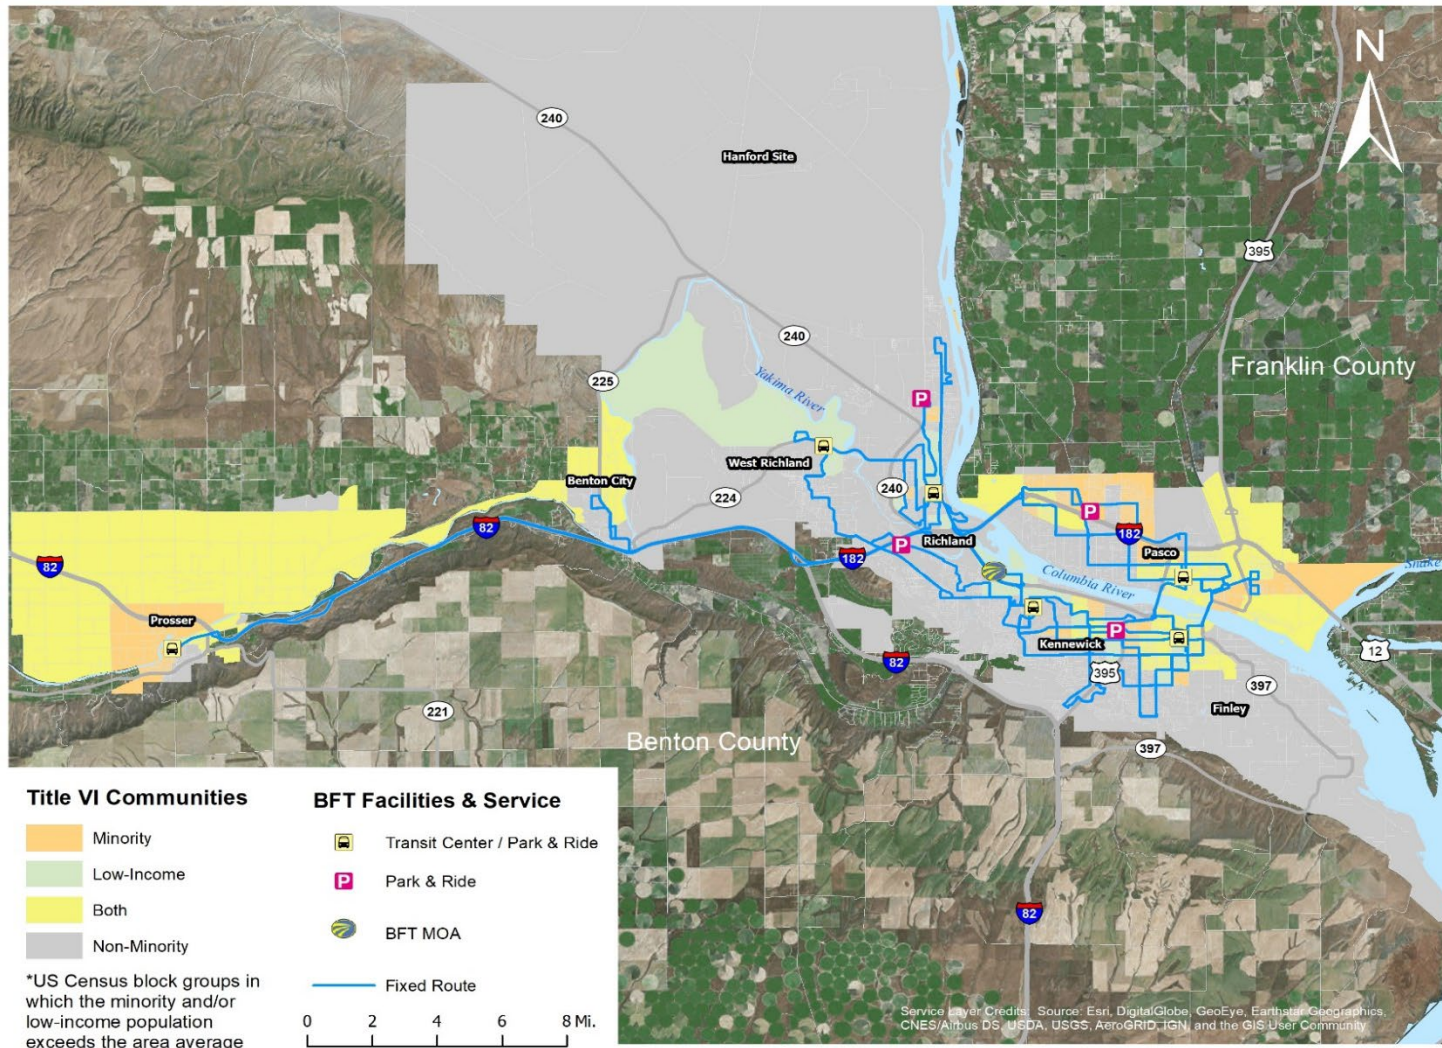 N
240
Hanford Site
395
240
Franklin County
225
Yakima River
P
West Richland
Benton City
240
224
P
82
182
Richland
P
182
Pasco
82
Columbia River
Snake
Prosser
Kennewick
P
12
82
395
397
221
Finley
Benton County
397
82
Title VI Communities
Minority
Low-Income
Both
Non-Minority
*US Census block groups in
which the minority and/or
low-income population
exceeds the area average
BFT Facilities & Service
Transit Center / Park & Ride
P Park & Ride
BFT MOA
Fixed Route
0 2 4 6 8 Mi.
Service Layer Credits: Source: Esri, DigitalGlobe, GeoEye, Earthstar Geographics,
CNES/Airbus DS, USDA, USGS, AeroGRID, IGN, and the GIS User Community